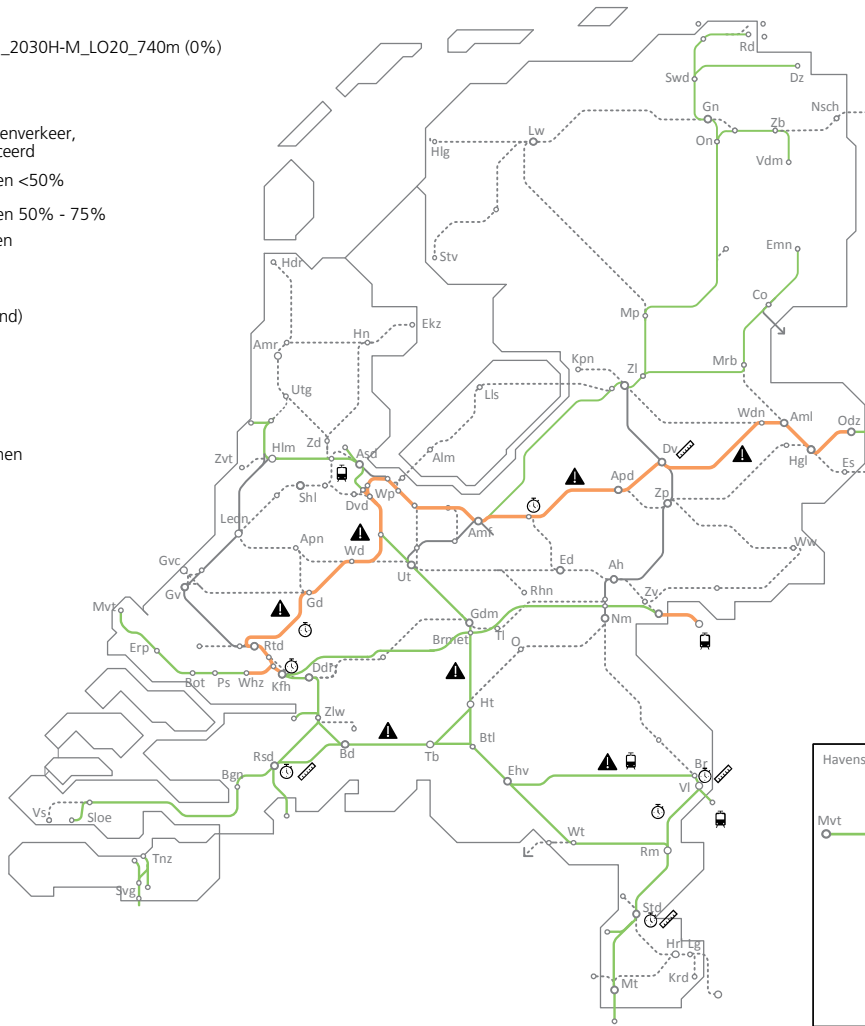 _2030H-M_LO20_740m (0%)
enverkeer,
ceerd
en <50%
en 50% - 75%
en
nd)
nen
Rd
Swd
Dz
Gn
Nsch
Zb
On
Vdm
Lw
Hlg
Stv
Emn
Hdr
Co
Mp
Ekz
Hn
Amr
Kpn
Zl
Mrb
Utg
Lls
Wdn
Aml
Odz
Zd
Asd
Hlm
Zvt
Alm
Dv
Hgl
Es
Shl
Wp
Apd
Zp
Dvd
Ledn
Amf
Apn
Wd
Ww
Gvc
Ut
Ed
Ah
Gv
Gd
Rhn
Zv
Mvt
Gdm
Nm
Erp
Rtd
Brmet
Tl
O
Bot
Ps
Whz
Kfh
Ddr
Ht
Zlw
Rsd
Bd
Tb
Btl
Bgn
Ehv
Br
Vl
Havens
Vs
Sloe
Mvt
Wt
Rm
Tnz
Svg
Std
Hrl
Lg
Krd
Mt